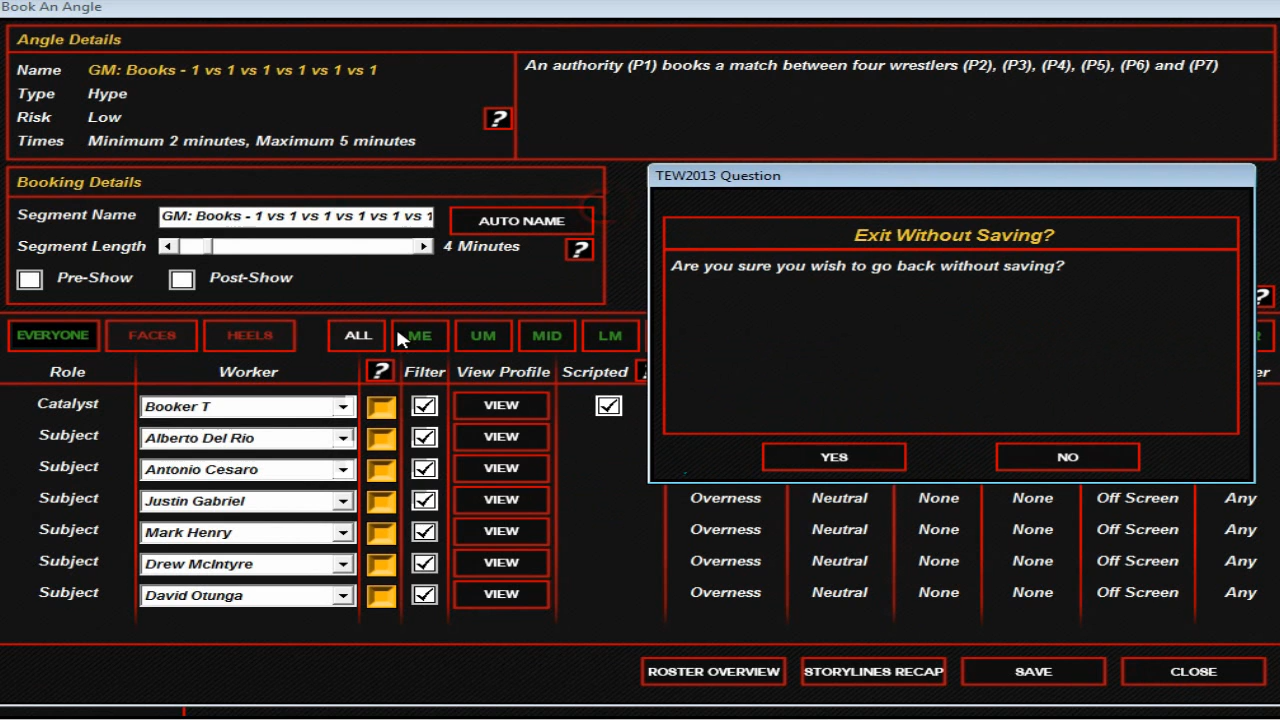 Book An Angle
Angle Details
Name GM: Books - 1 vs 1 vs 1 vs 1 vs 1 vs 1
Type Hype
Risk Low
Times Minimum 2 minutes, Maximum 5 minutes
?
An authority (P1) books a match between four wrestlers (P2), (P3), (P4), (P5), (P6) and (P7)
Booking Details
Segment Name GM: Books - 1 vs 1 vs 1 vs 1 vs 1 vs 1 AUTO NAME
Segment Length 4 Minutes ?
Pre-Show Post-Show
TEW2013 Question
Exit Without Saving?
Are you sure you wish to go back without saving?
YES NO
?
EVERYONE FACES HEELS ALL ME UM MID LM
Role Worker ? Filter View Profile Scripted
Catalyst Booker T VIEW
Subject Alberto Del Rio VIEW
Subject Antonio Cesaro VIEW
Subject Justin Gabriel VIEW Overness Neutral None None Off Screen Any
Subject Mark Henry VIEW Overness Neutral None None Off Screen Any
Subject Drew McIntyre VIEW Overness Neutral None None Off Screen Any
Subject David Otunga VIEW Overness Neutral None None Off Screen Any
ROSTER OVERVIEW STORYLINES RECAP SAVE CLOSE